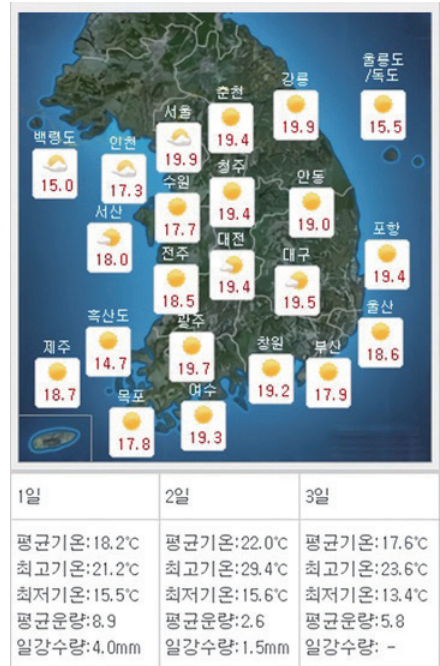 울릉도
/독도
강릉
춘천
서울
19.9
15.5
19.4
19.9
백령도
인천
청주
15.0
17.3
수원
안동
19.4
17.7
19.0
서산
대전
포항
18.0
전주
대구
19.4
19.4
18.5
19.5
울산
흑산도
광주
18.6
제주
14.7
창원
부산
19.7
18.7
목포
여수
19.2
17.9
17.8
19.3
1일
2일
3일
평균기온:18.2℃
최고기온:21.2℃
최저기온:15.5℃
평균운량:8.9
일강수량:4.0mm
평균기온:22.0℃
최고기온:29.4℃
최저기온:15.6℃
평균운량:2.6
일강수량:1.5mm
평균기온:17.6℃
최고기온:23.6℃
최저기온:13.4℃
평균운량:5.8
일강수량: -